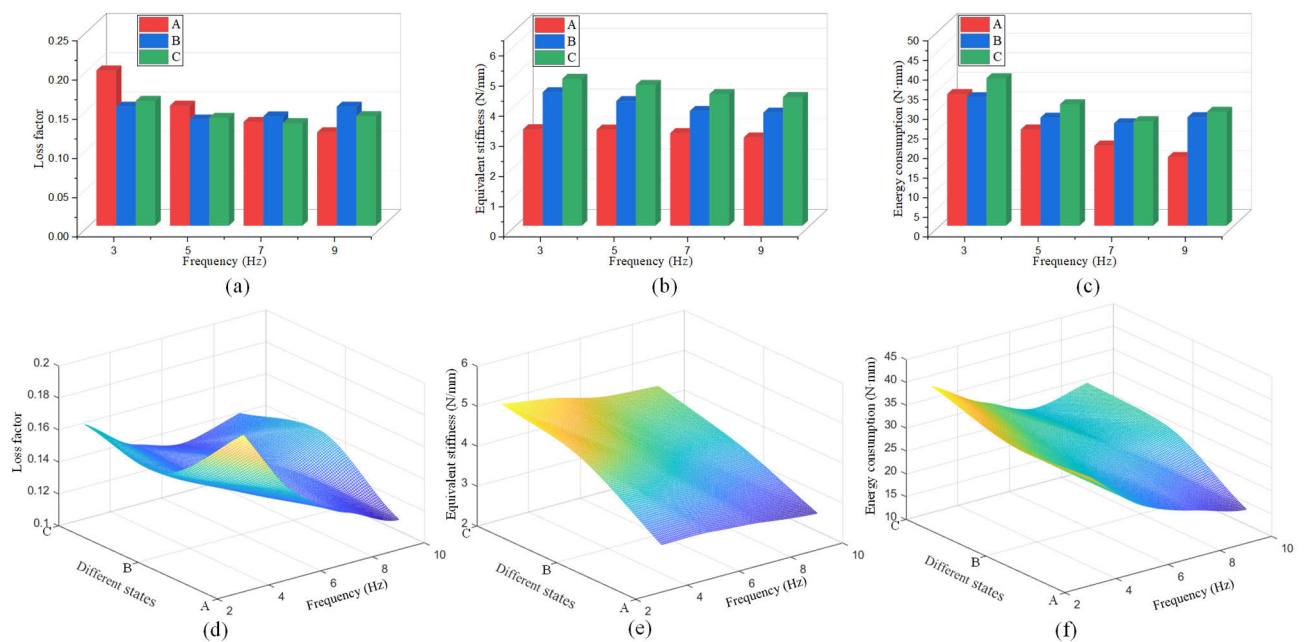 0.25
0.20
0.15
0.10
0.05
0.00
Loss factor
A
B
C
3
5
7
9
Frequency (Hz)
(a)
6
5
4
3
2
1
0
Equivalent stiffness (N/mm)
A
B
C
3
5
7
9
Frequency (Hz)
(b)
50
45
40
35
30
25
20
15
10
5
0
Energy consumption (N·mm)
A
B
C
3
5
7
9
Frequency (Hz)
(c)
0.2
0.18
0.16
0.14
0.12
0.1
Loss factor
C
B
A
Different states
2
4
6
8
10
Frequency (Hz)
(d)
6
5
4
3
2
Equivalent stiffness (N/mm)
C
B
A
Different states
2
4
6
8
10
Frequency (Hz)
(e)
45
40
35
30
25
20
15
10
Energy consumption (N·mm)
C
B
A
Different states
2
4
6
8
10
Frequency (Hz)
(f)